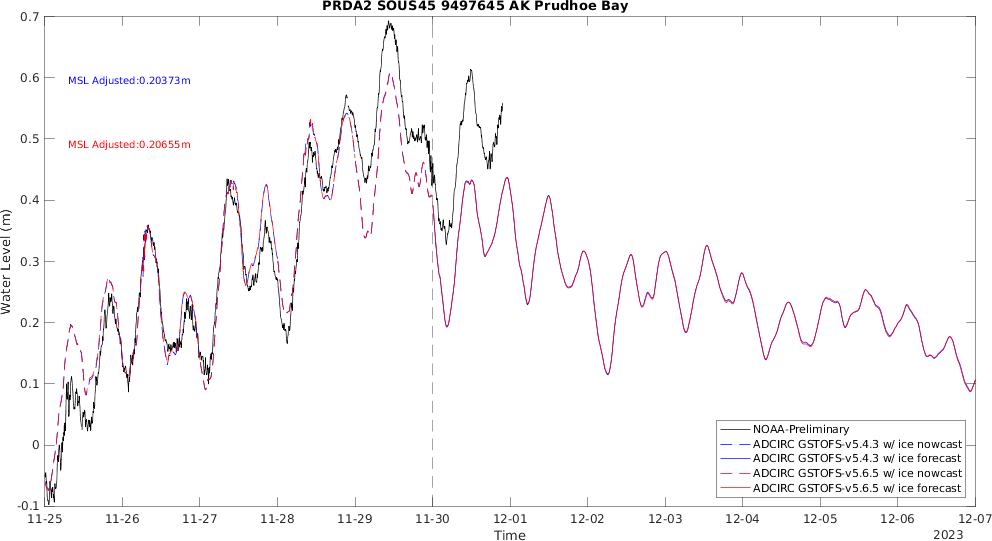 PRDA2 SOUS45 9497645 AK Prudhoe Bay
0.7
0.6
0.5
0.4
0.3
0.2
0.1
0
-0.1
Water Level (m)
MSL Adjusted:0.20373m
MSL Adjusted:0.20655m
NOAA-Preliminary
ADCIRC GSTOFS-v5.4.3 w/ ice nowcast
ADCIRC GSTOFS-v5.4.3 w/ ice forecast
ADCIRC GSTOFS-v5.6.5 w/ ice nowcast
ADCIRC GSTOFS-v5.6.5 w/ ice forecast
11-25 11-26 11-27 11-28 11-29 11-30 12-01 12-02 12-03 12-04 12-05 12-06 12-07
Time
2023